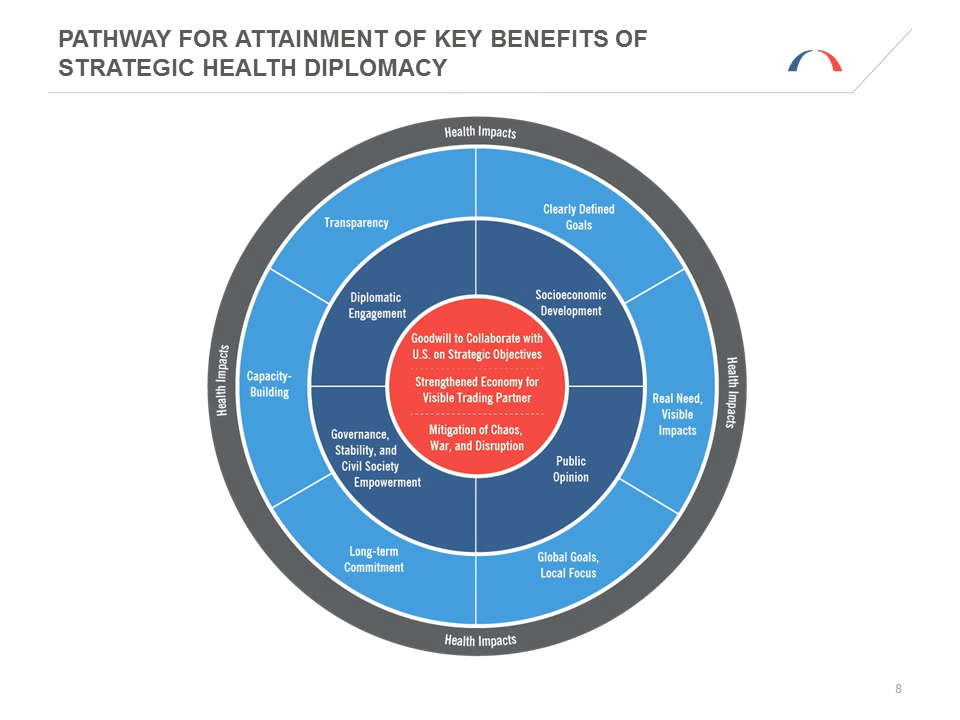 PATHWAY FOR ATTAINMENT OF KEY BENEFITS OF
STRATEGIC HEALTH DIPLOMACY
Health Impacts
Transparency
Clearly Defined
Goals
Diplomatic
Engagement
Socioeconomic
Development
Goodwill to Collaborate with
U.S. on Strategic Objectives
Strengthened Economy for
Visible Trading Partner
Mitigation of Chaos,
War, and Disruption
Health Impacts
Capacity-
Building
Real Need,
Visible
Impacts
Health Impacts
Governance,
Stability, and
Civil Society
Empowerment
Public
Opinion
Long-term
Commitment
Global Goals,
Local Focus
Health Impacts
8